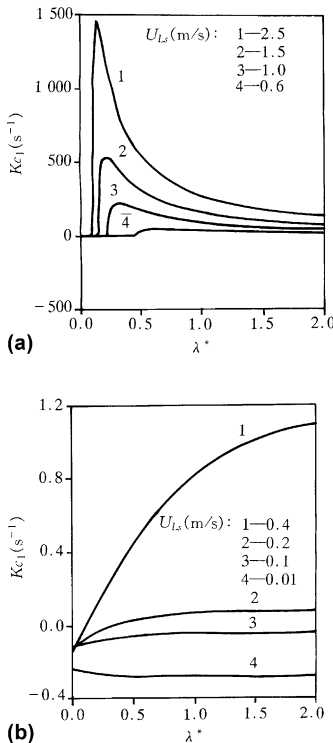 1 500
1 000
500
0
−500
Kc₁(s⁻¹)
U_Ls(m/s): 1—2.5
2—1.5
3—1.0
4—0.6
1
2
3
4
0.0 0.5 1.0 1.5 2.0
λ*
(a)
1.2
0.8
0.4
0.0
−0.4
Kc₁(s⁻¹)
1
U_Ls(m/s):
1—0.4
2—0.2
3—0.1
4—0.01
2
3
4
0.0 0.5 1.0 1.5 2.0
λ*
(b)